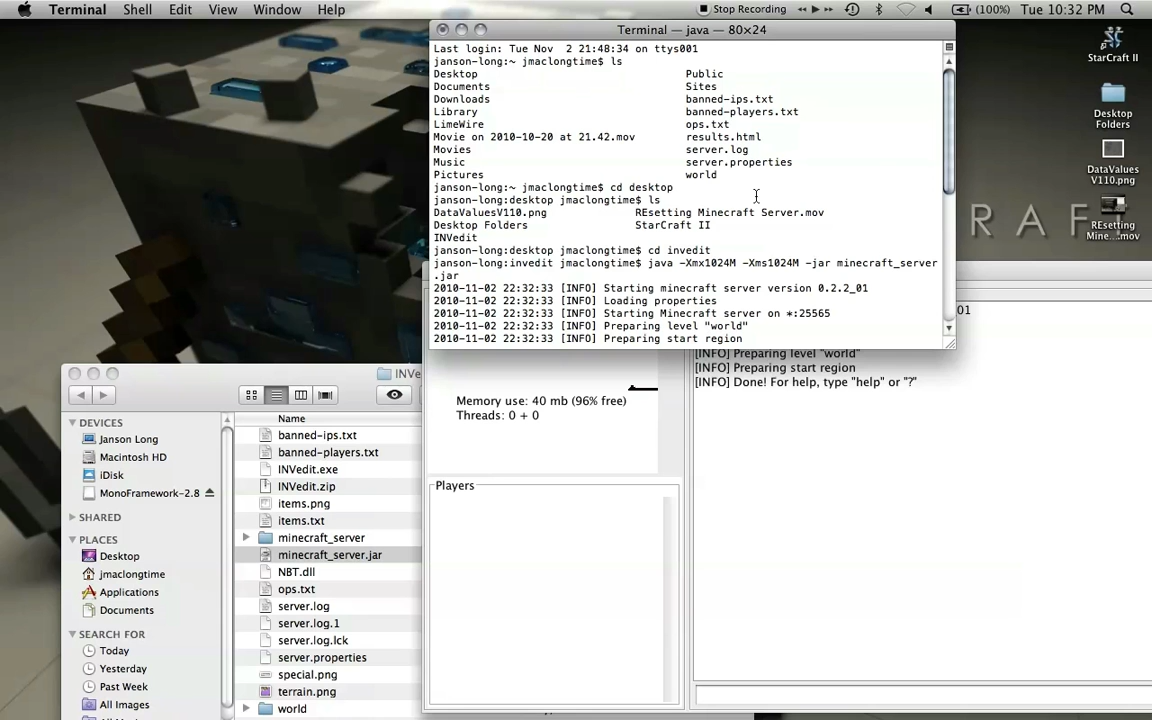 Terminal Shell Edit View Window Help
Stop Recording (100%) Tue 10:32 PM
Terminal — java — 80×24
Last login: Tue Nov  2 21:48:34 on ttys001
janson-long:~ jmaclongtime$ ls
Desktop Public
Documents Sites
Downloads banned-ips.txt
Library banned-players.txt
LimeWire ops.txt
Movie on 2010-10-20 at 21.42.mov results.html
Movies server.log
Music server.properties
Pictures world
janson-long:~ jmaclongtime$ cd desktop
janson-long:desktop jmaclongtime$ ls
DataValuesV110.png REsetting Minecraft Server.mov
Desktop Folders StarCraft II
INVedit
janson-long:desktop jmaclongtime$ cd invedit
janson-long:invedit jmaclongtime$ java -Xmx1024M -Xms1024M -jar minecraft_server
.jar
2010-11-02 22:32:33 [INFO] Starting minecraft server version 0.2.2_01
2010-11-02 22:32:33 [INFO] Loading properties
2010-11-02 22:32:33 [INFO] Starting Minecraft server on *:25565
2010-11-02 22:32:33 [INFO] Preparing level "world"
2010-11-02 22:32:33 [INFO] Preparing start region
StarCraft II
Desktop
Folders
DataValues
V110.png
REsetting
Mine...mov
RAF
01
[INFO] Preparing level "world"
[INFO] Preparing start region
[INFO] Done! For help, type "help" or "?"
Memory use: 40 mb (96% free)
Threads: 0 + 0
Players
INVe
DEVICES
Janson Long
Macintosh HD
iDisk
MonoFramework-2.8
SHARED
PLACES
Desktop
jmaclongtime
Applications
Documents
SEARCH FOR
Today
Yesterday
Past Week
All Images
Name
banned-ips.txt
banned-players.txt
INVedit.exe
INVedit.zip
items.png
items.txt
minecraft_server
minecraft_server.jar
NBT.dll
ops.txt
server.log
server.log.1
server.log.lck
server.properties
special.png
terrain.png
world